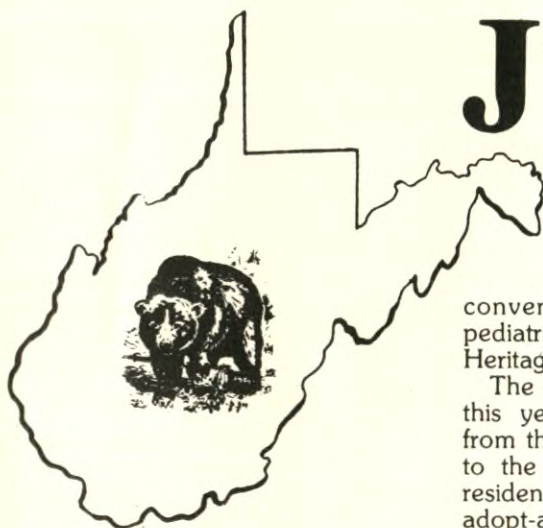 J
conver
pediatr
Heritag
The
this ye
from th
to the
residen
adopt-a